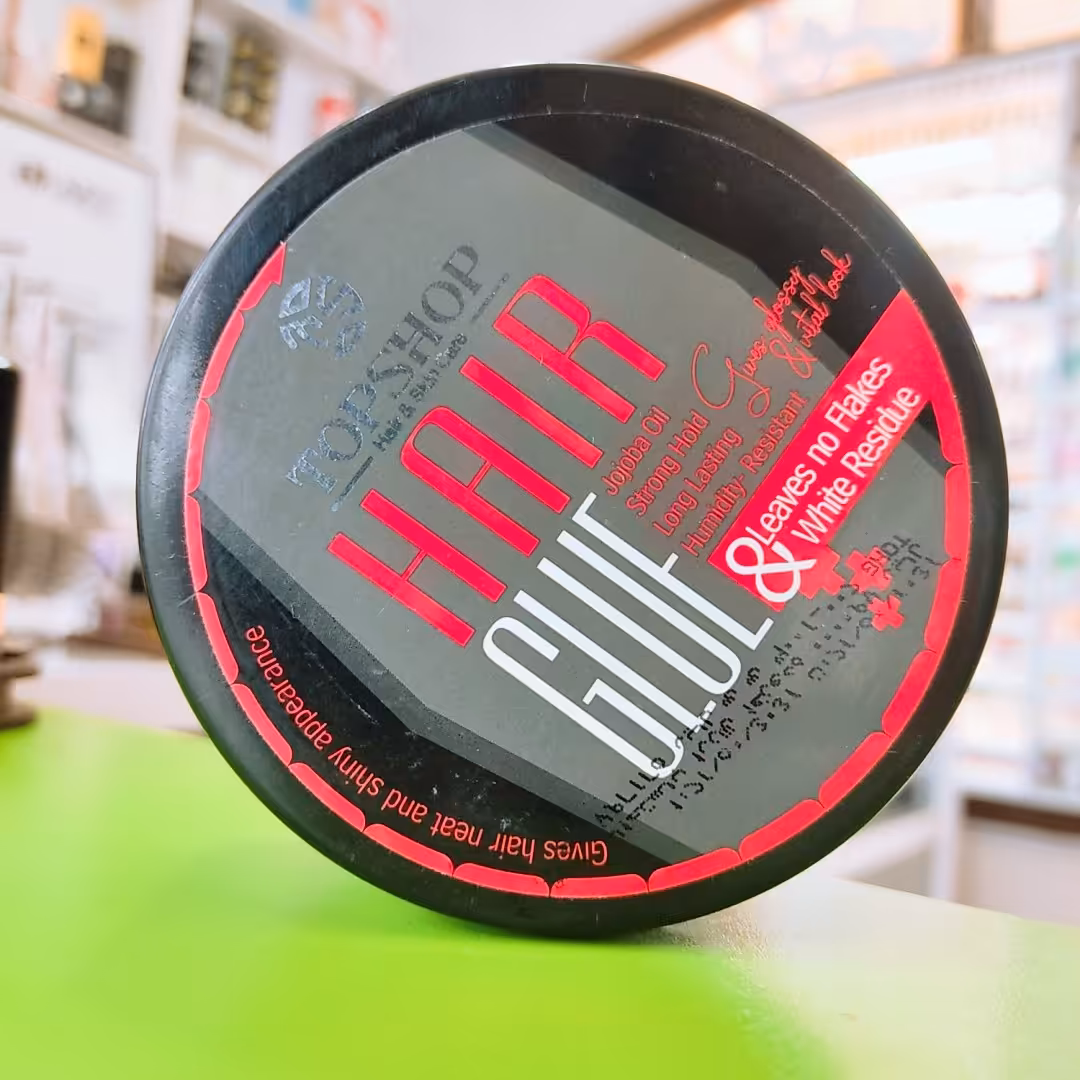 TOPSHOP
Hair & Skin Care
HAIR
GLUE
Jojoba Oil
Strong Hold
Long Lasting
Humidity- Resistant
Gives glossy
& vital look
& Leaves no Flakes
White Residue
Gives hair neat and shiny appearance